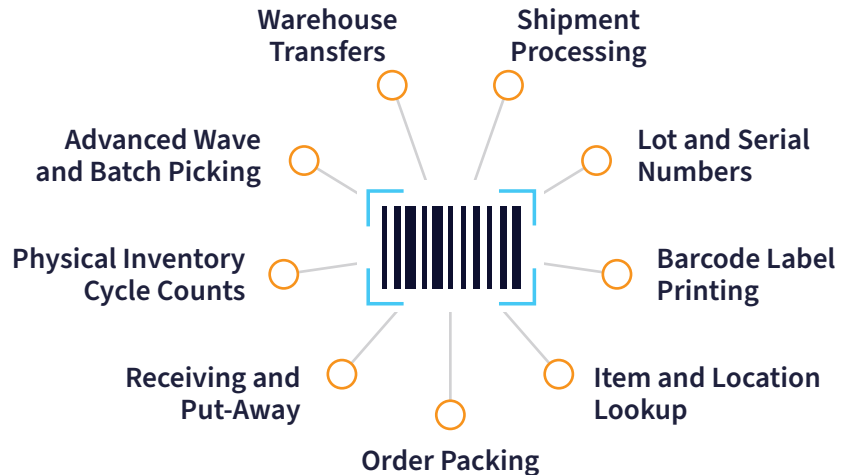 Warehouse
Transfers
Shipment
Processing
Advanced Wave
and Batch Picking
Lot and Serial
Numbers
Physical Inventory
Cycle Counts
Barcode Label
Printing
Receiving and
Put-Away
Item and Location
Lookup
Order Packing